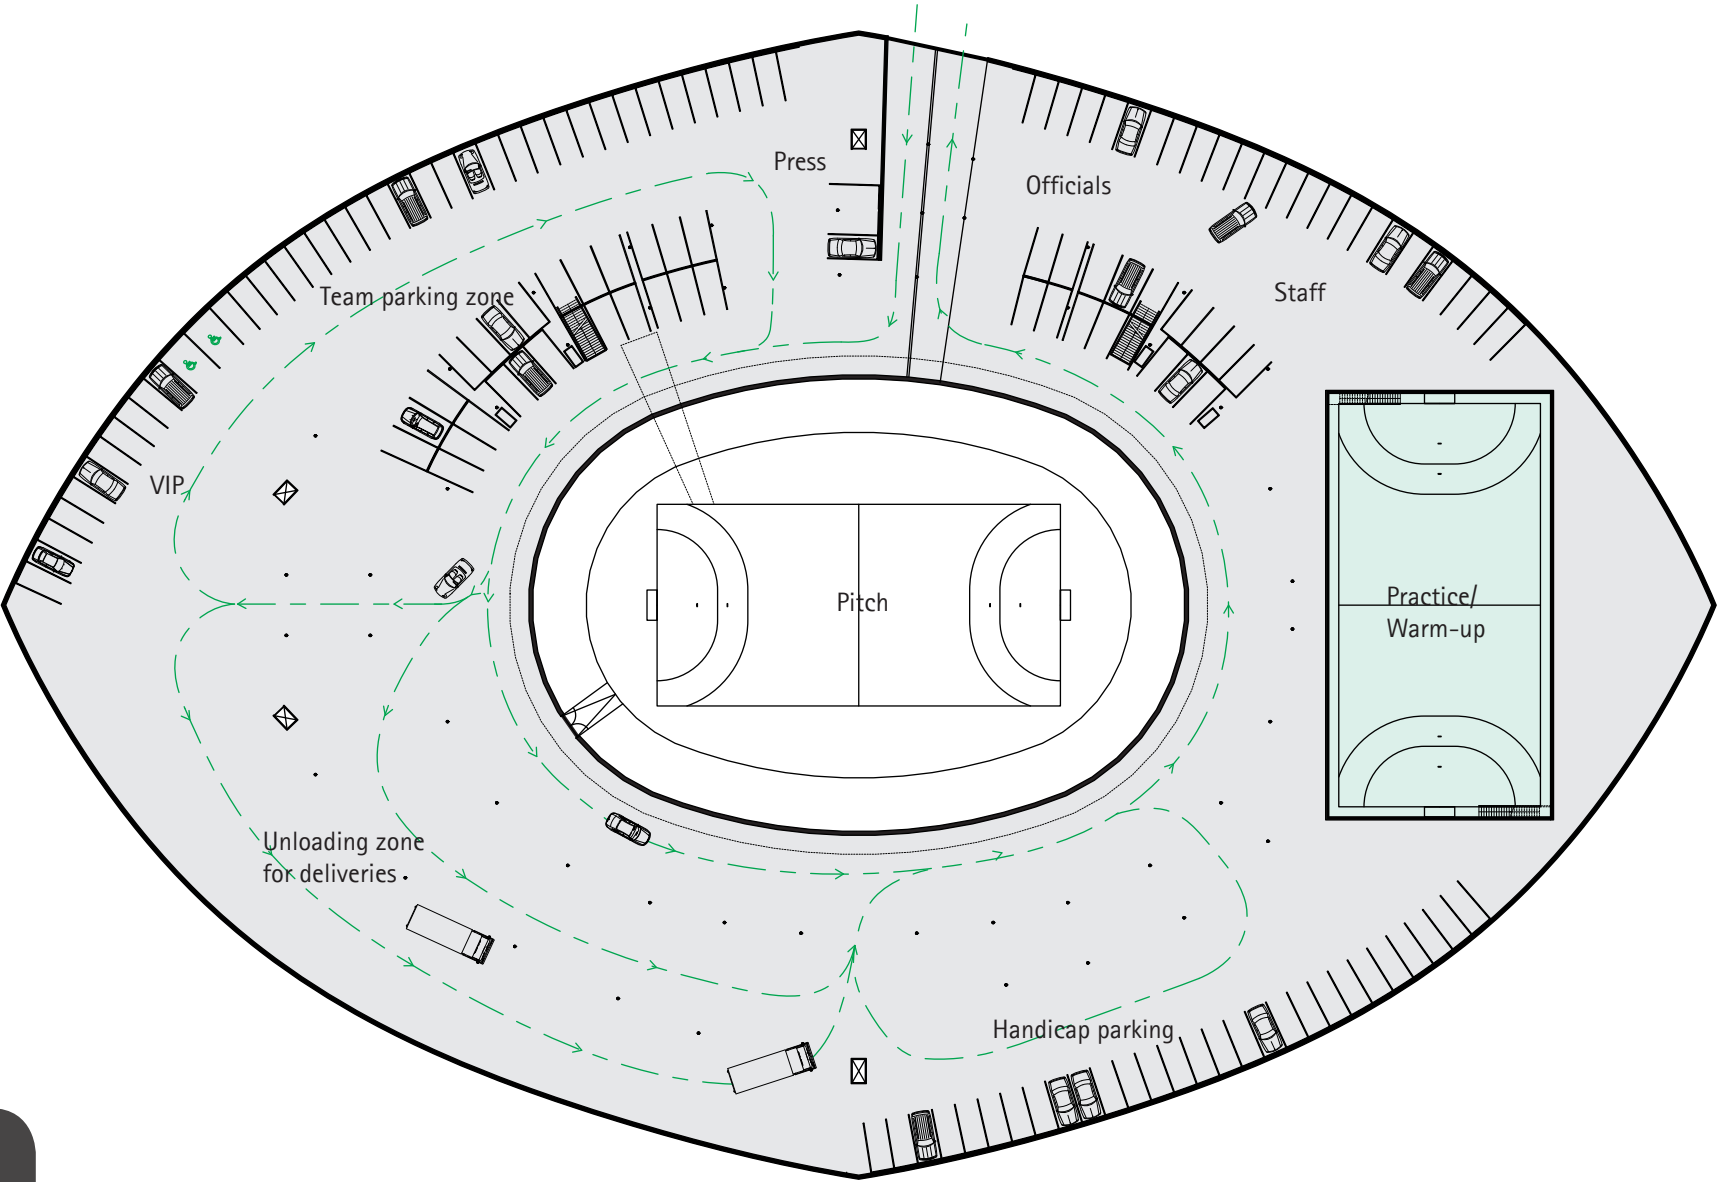 Press
Officials
Team parking zone
Staff
VIP
Pitch
Practice/
Warm-up
Unloading zone
for deliveries
Handicap parking